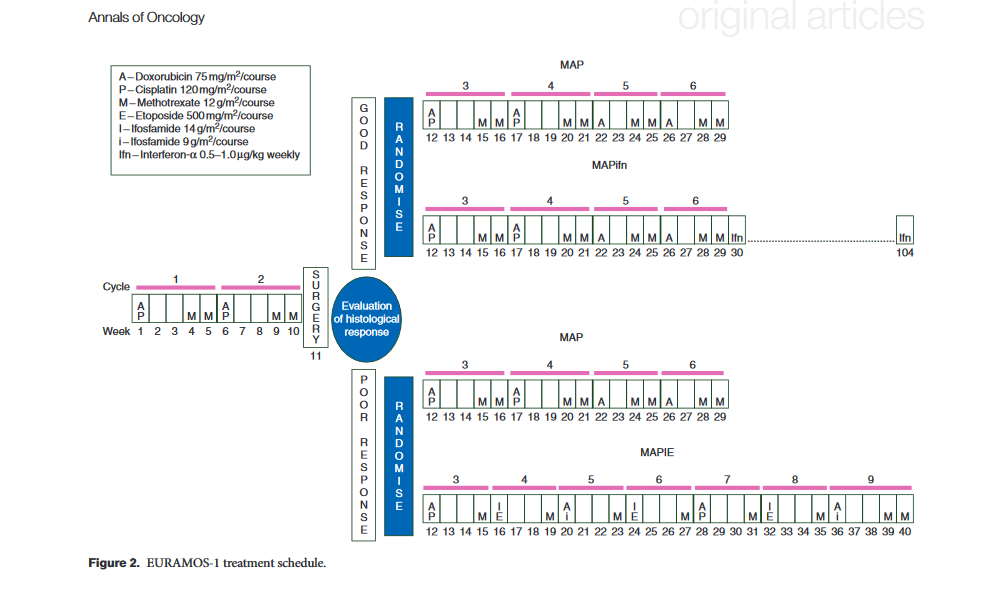 Annals of Oncology
original articles
A–Doxorubicin 75 mg/m²/course
P–Cisplatin 120 mg/m²/course
M–Methotrexate 12 g/m²/course
E–Etoposide 500 mg/m²/course
I–Ifosfamide 14 g/m²/course
i–Ifosfamide 9 g/m²/course
Ifn–Interferon-α 0.5–1.0 µg/kg weekly
Cycle
1 2
A P M M A P M M
Week 1 2 3 4 5 6 7 8 9 10
SURGERY
11
Evaluation
of histological
response
GOOD RESPONSE
RANDOMISE
MAP
3 4 5 6
A P M M A P M M A M M A M M
12 13 14 15 16 17 18 19 20 21 22 23 24 25 26 27 28 29
MAPifn
3 4 5 6
A P M M A P M M A M M A M M Ifn Ifn
12 13 14 15 16 17 18 19 20 21 22 23 24 25 26 27 28 29 30 104
POOR RESPONSE
RANDOMISE
MAP
3 4 5 6
A P M M A P M M A M M A M M
12 13 14 15 16 17 18 19 20 21 22 23 24 25 26 27 28 29
MAPIE
3 4 5 6 7 8 9
A P M I E M A i M I E M A P M I E M A i M M
12 13 14 15 16 17 18 19 20 21 22 23 24 25 26 27 28 29 30 31 32 33 34 35 36 37 38 39 40
Figure 2. EURAMOS-1 treatment schedule.